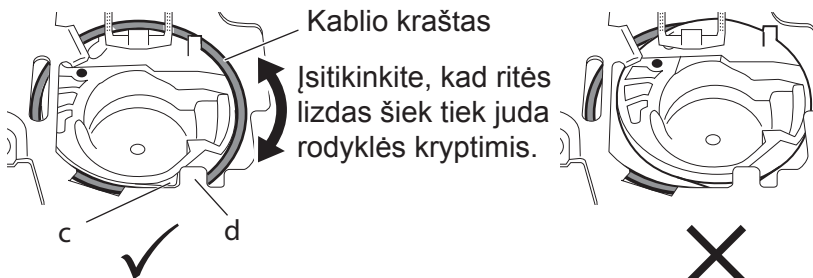 Kablio kraštas
Įsitikinkite, kad ritės
lizdas šiek tiek juda
rodyklės kryptimis.
c
d